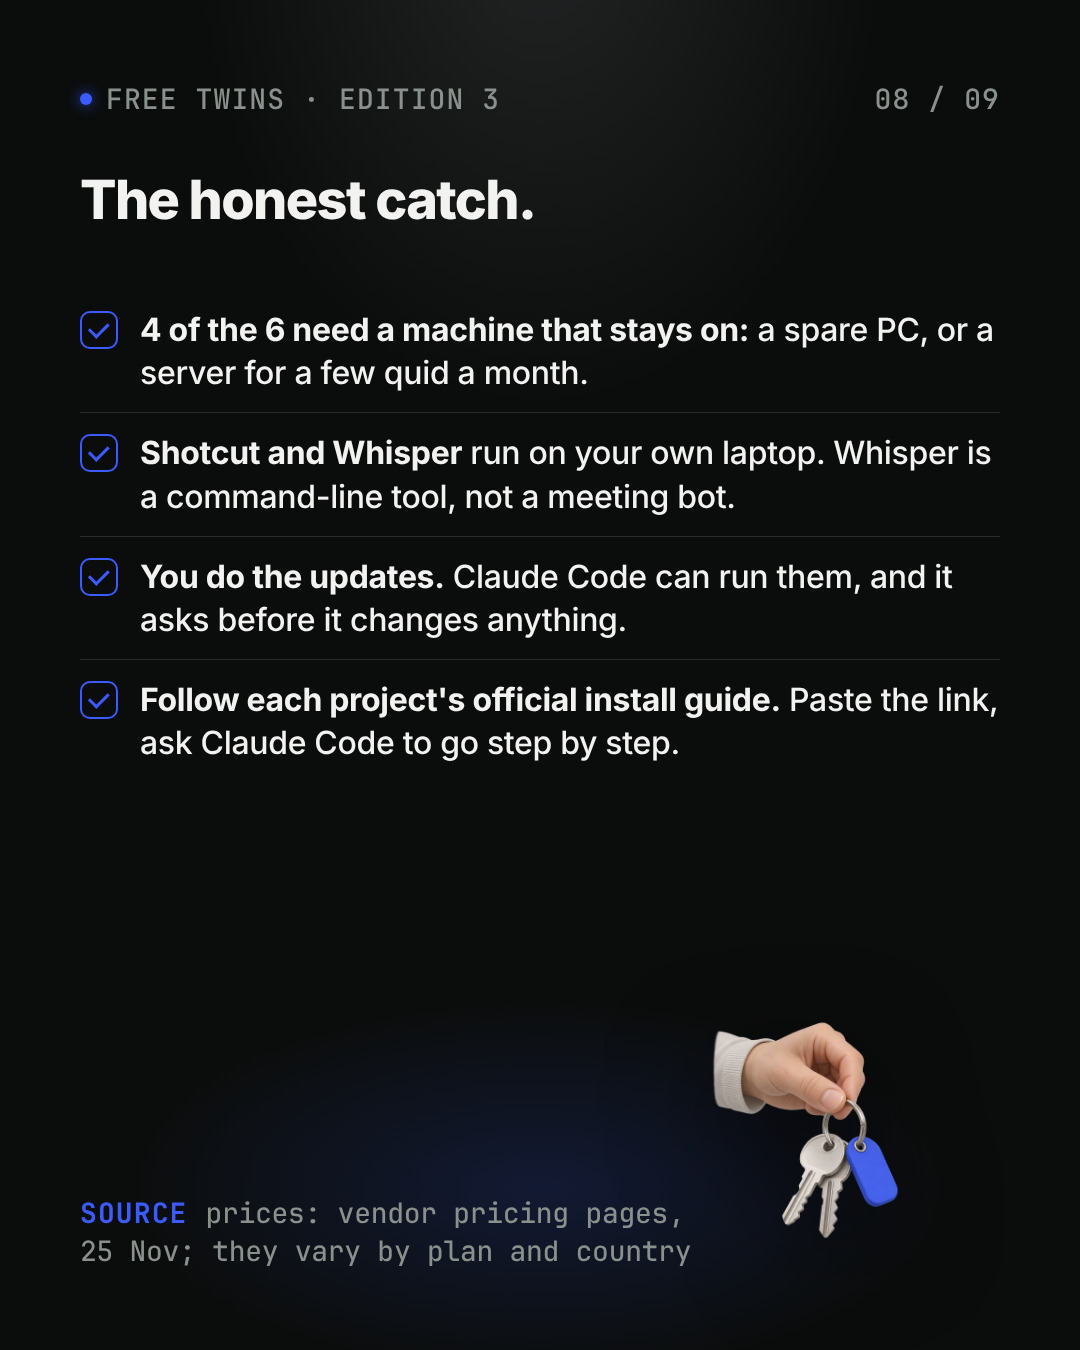 FREE TWINS · EDITION 3
08 / 09
The honest catch.
4 of the 6 need a machine that stays on: a spare PC, or a
server for a few quid a month.
Shotcut and Whisper run on your own laptop. Whisper is
a command-line tool, not a meeting bot.
You do the updates. Claude Code can run them, and it
asks before it changes anything.
Follow each project's official install guide. Paste the link,
ask Claude Code to go step by step.
SOURCE prices: vendor pricing pages,
25 Nov; they vary by plan and country